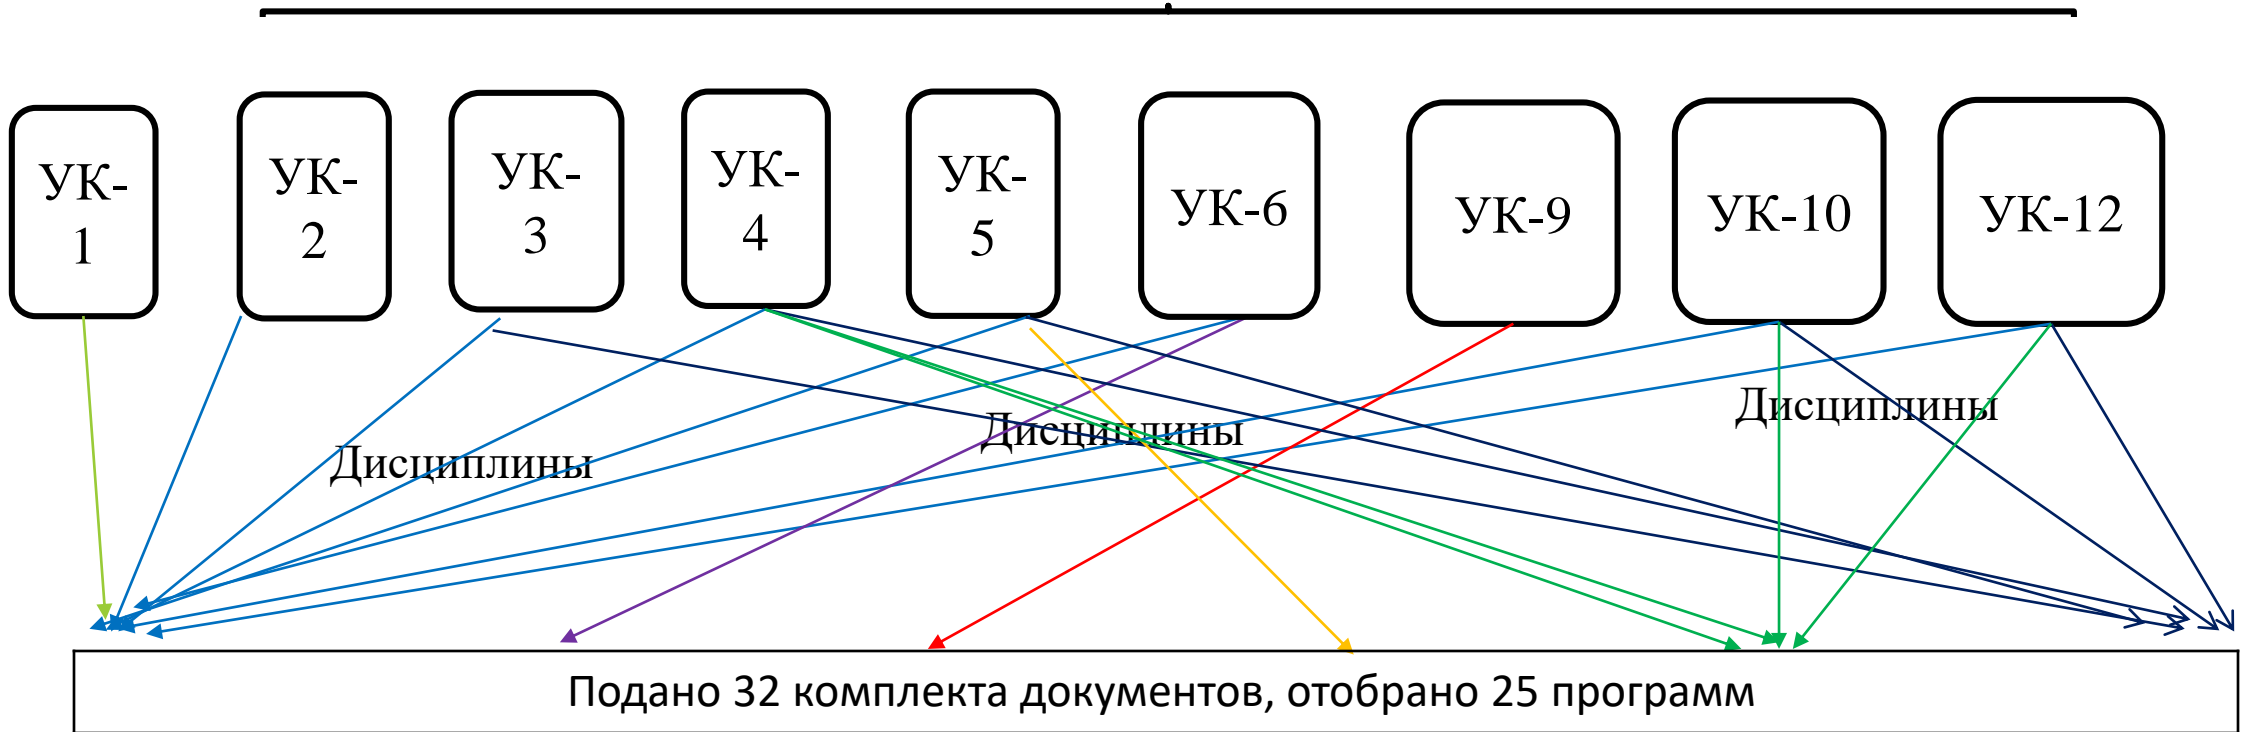 УК-
1
УК-
2
УК-
3
УК-
4
УК-
5
УК-6
УК-9
УК-10
УК-12
Дисциплины
Дисциплины
Дисциплины
Подано 32 комплекта документов, отобрано 25 программ